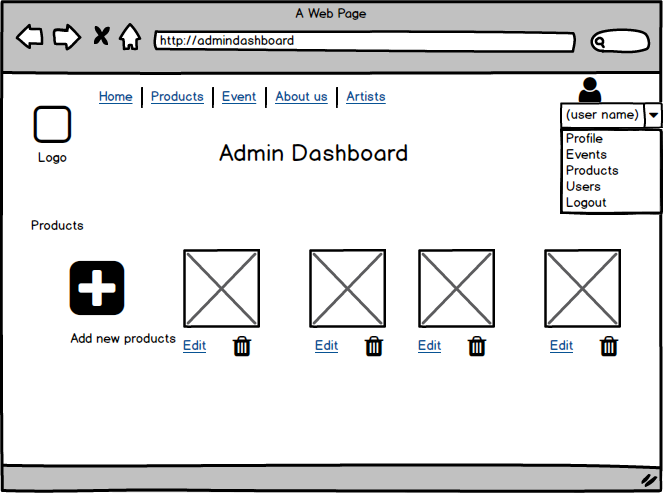 A Web Page
http://admindashboard
Home Products Event About us Artists
(user name)
Logo
Admin Dashboard
Profile
Events
Products
Users
Logout
Products
Add new products
Edit Edit Edit Edit